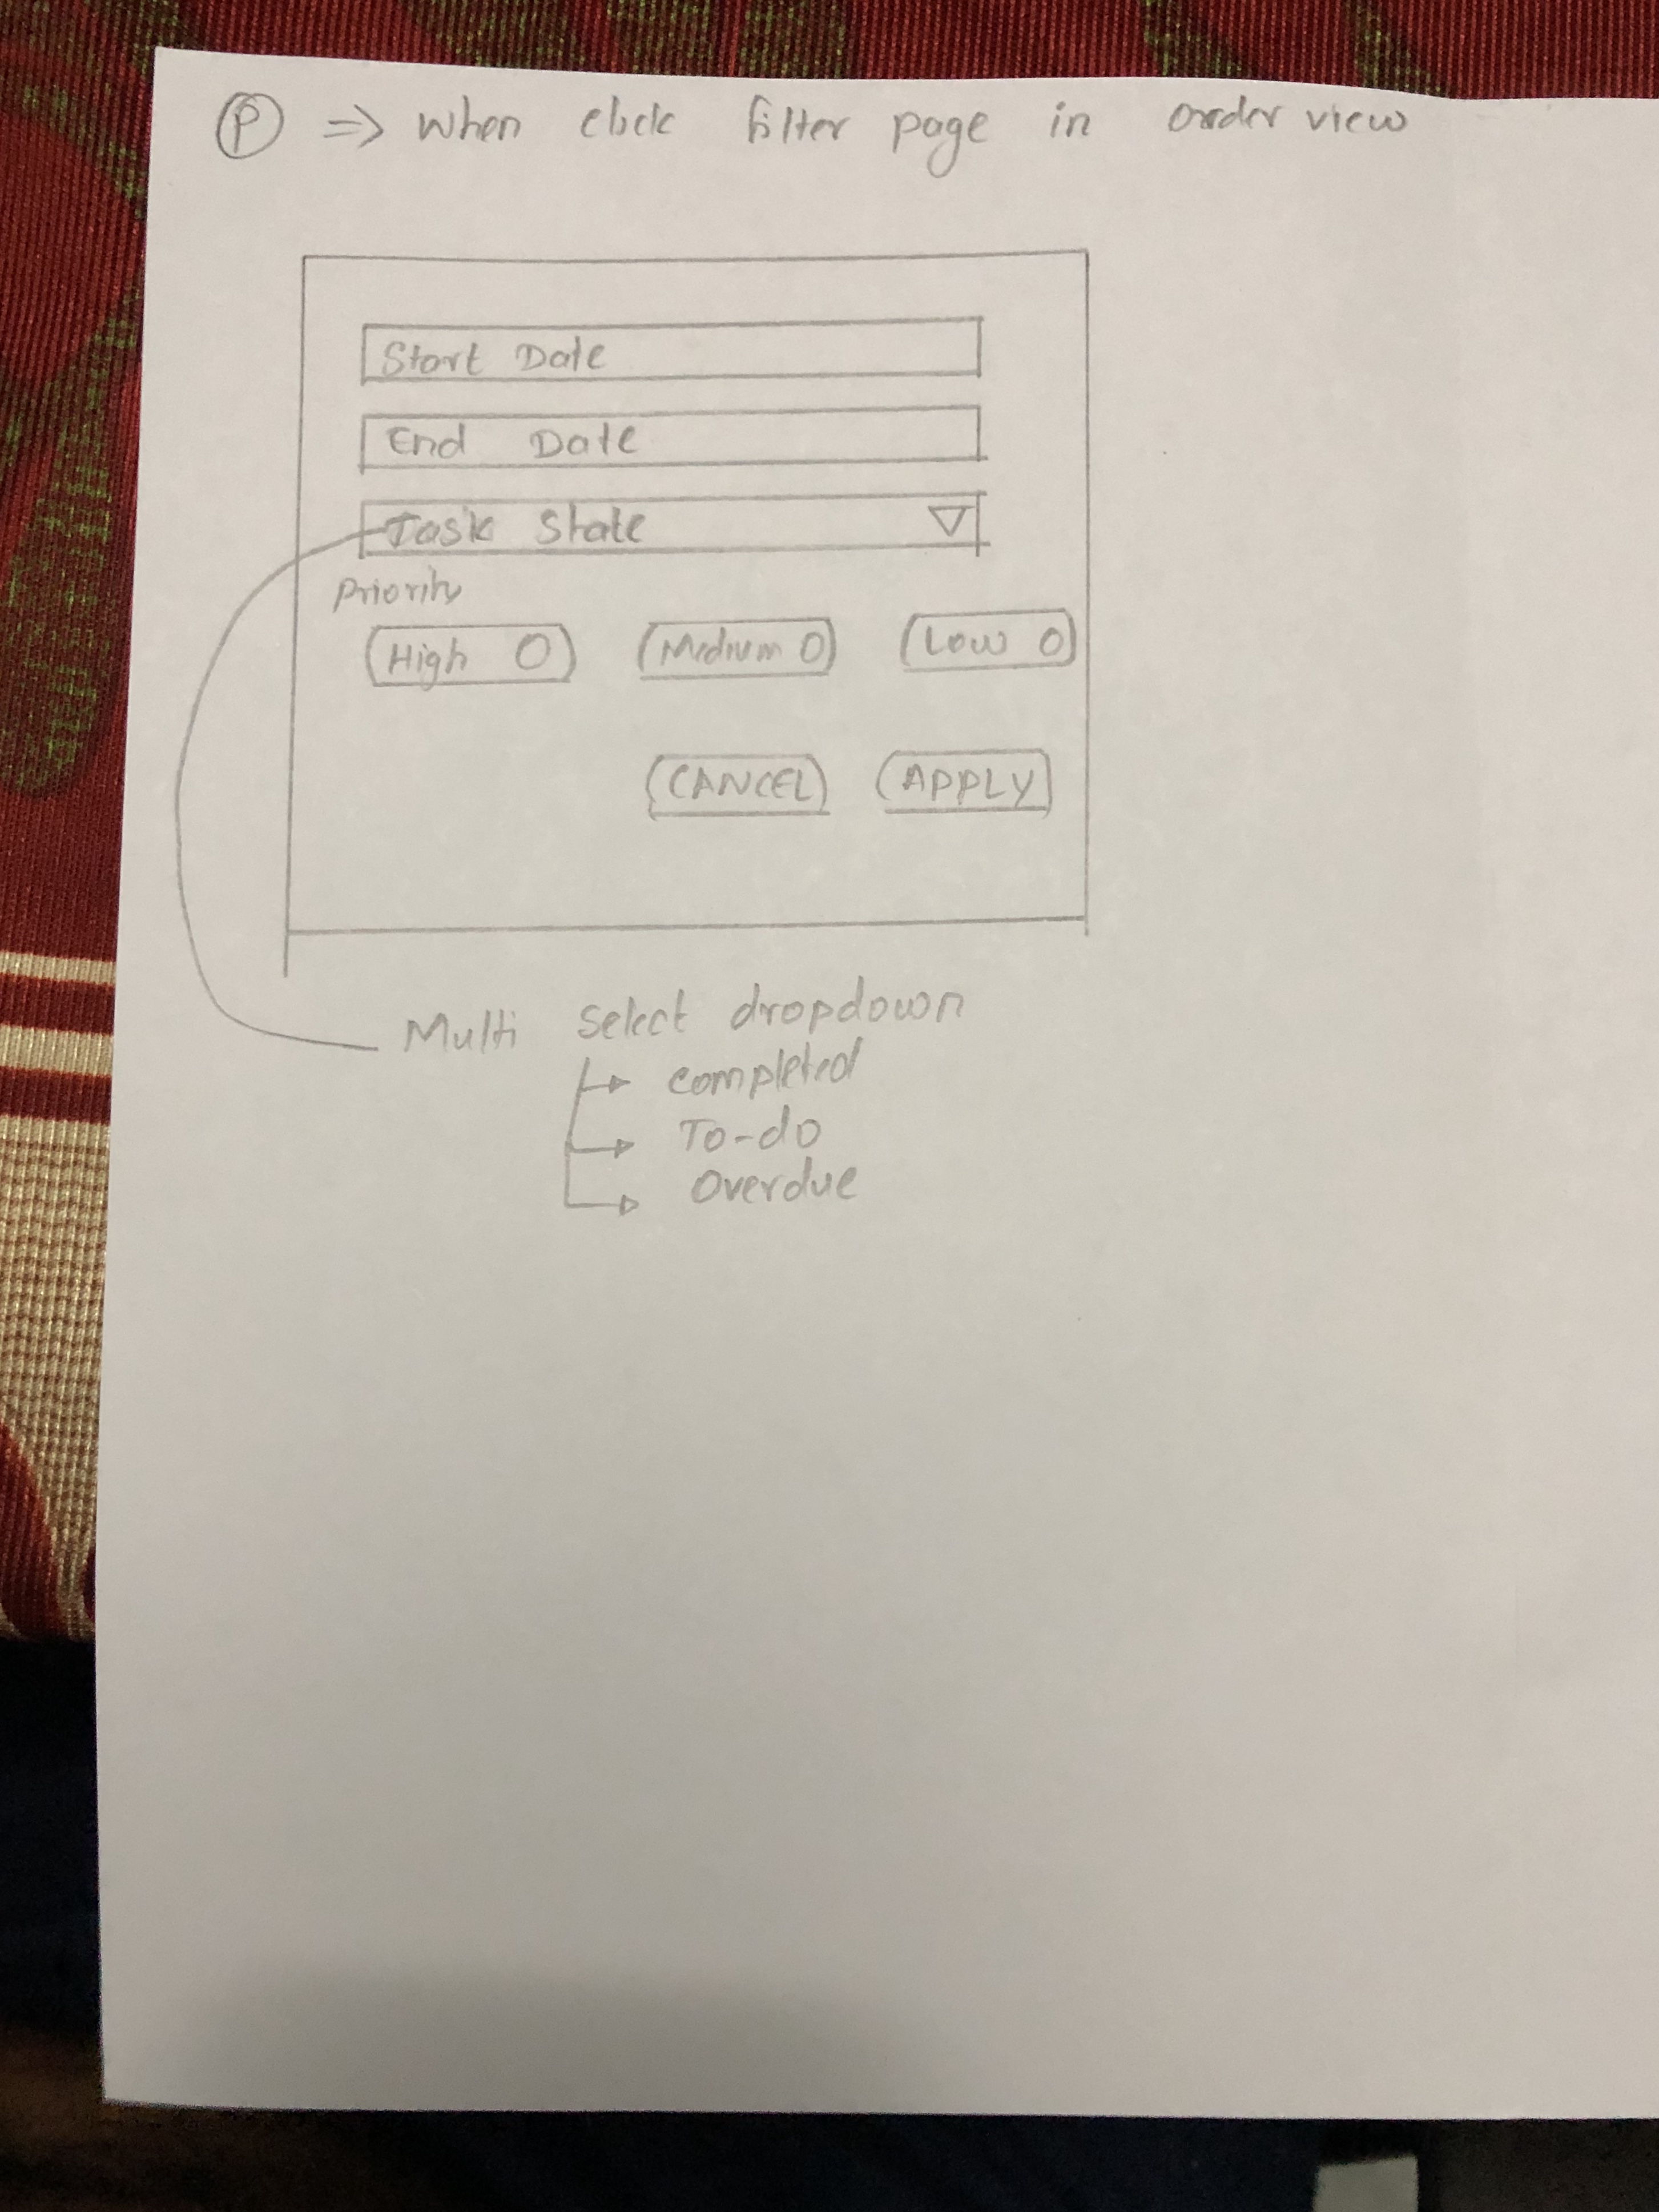 P ⇒ When click filter page in order view
Start Date
End Date
Task State
Priority
High Medium Low
CANCEL APPLY
Multi select dropdown
completed
To-do
Overdue